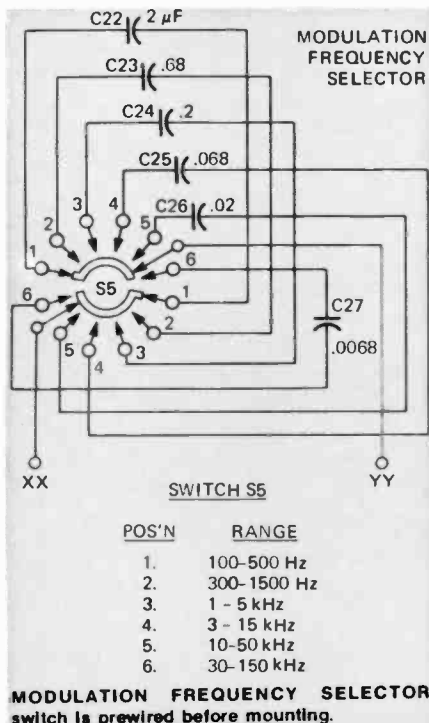 C22 2 µF
MODULATION
FREQUENCY
SELECTOR
C23 .68
C24 .2
C25 .068
C26 .02
3 4
2 5
1 6
S5
6 1
5 2
4 3
C27
.0068
XX YY
SWITCH S5
POS'N RANGE
1. 100-500 Hz
2. 300-1500 Hz
3. 1 - 5 kHz
4. 3 - 15 kHz
5. 10-50 kHz
6. 30-150 kHz
MODULATION FREQUENCY SELECTOR
switch is prewired before mounting.